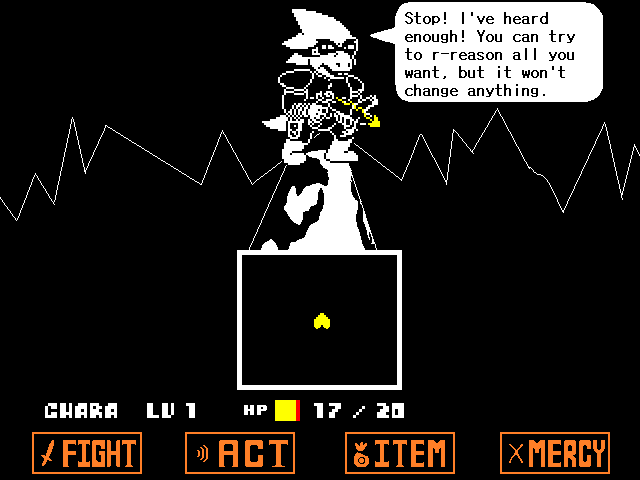 Stop! I've heard
enough! You can try
to r-reason all you
want, but it won't
change anything.
CHARA LV 1 HP 17 / 20
FIGHT ACT ITEM MERCY